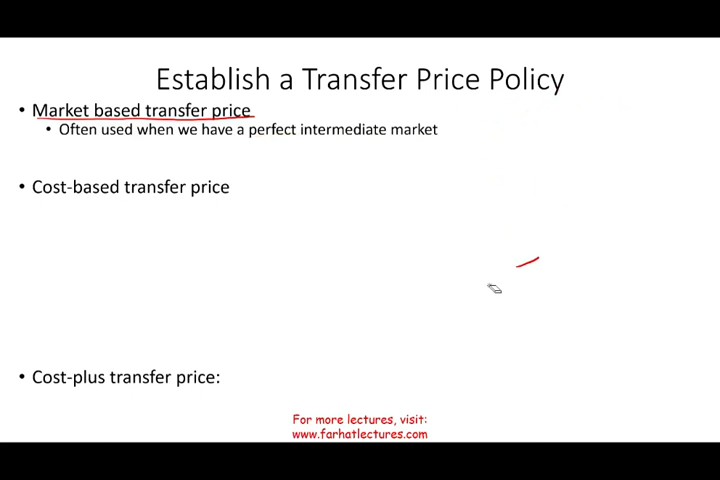 Establish a Transfer Price Policy
• Market based transfer price
• Often used when we have a perfect intermediate market
• Cost-based transfer price
• Cost-plus transfer price:
For more lectures, visit:
www.farhatlectures.com